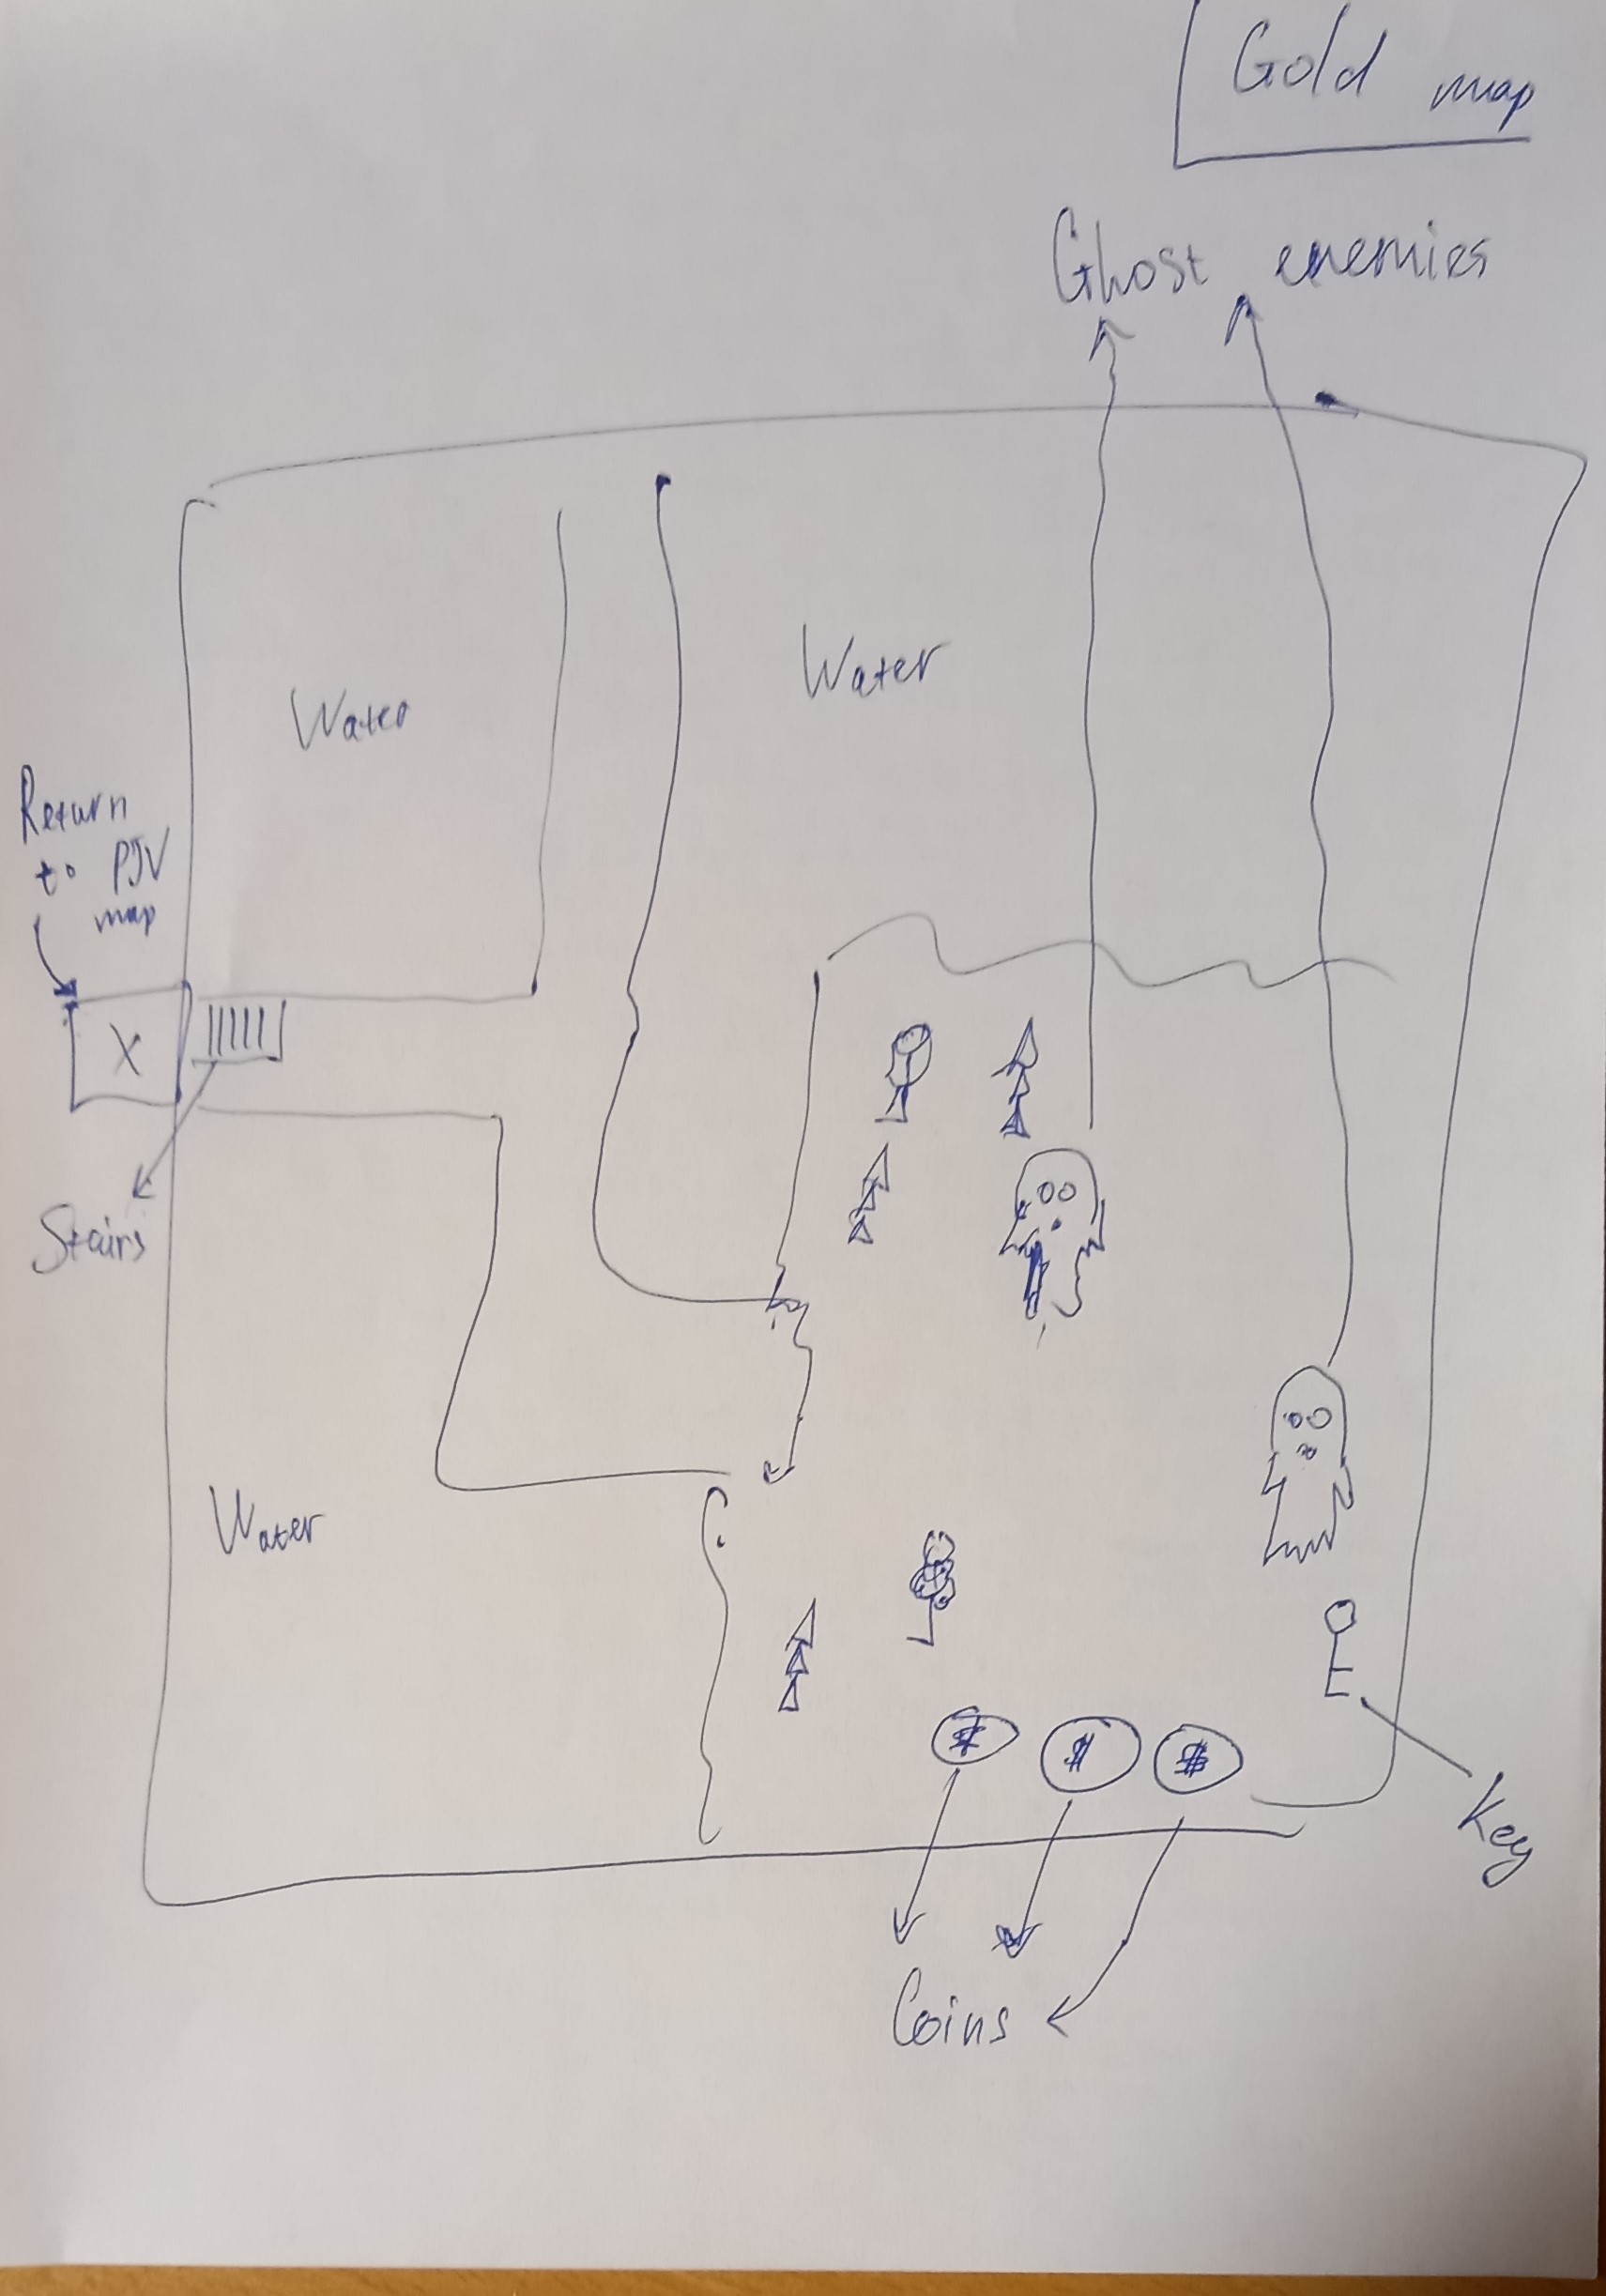 Gold map
Ghost enemies
Water
Water
Return
to PJV
map
X
Stairs
Water
$
$
Key
Coins